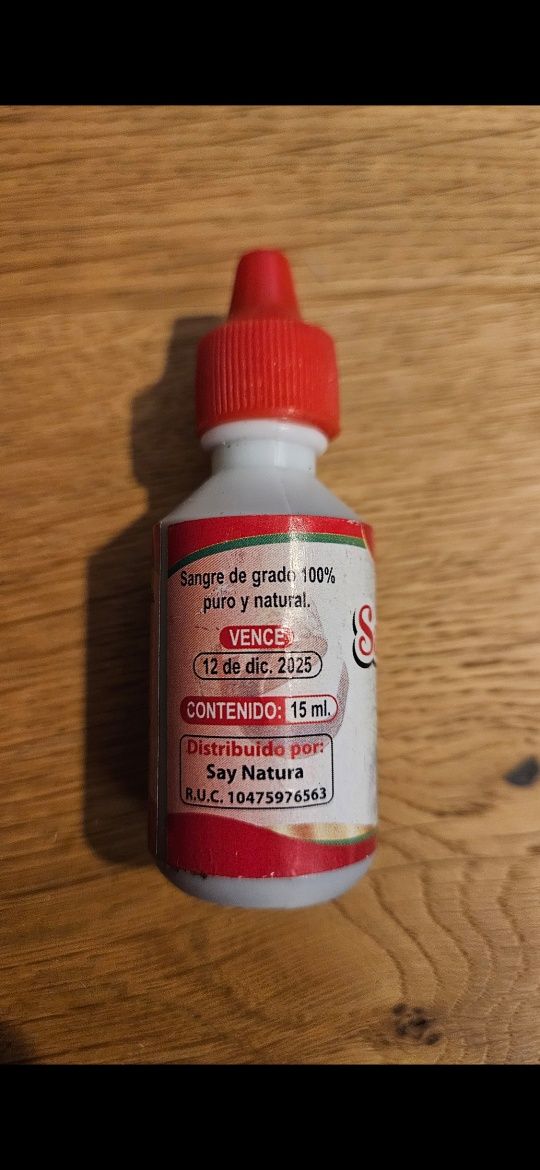 Sangre de grado 100%
puro y natural.
VENCE
12 de dic. 2025
CONTENIDO: 15 ml.
Distribuido por:
Say Natura
R.U.C. 10475976563